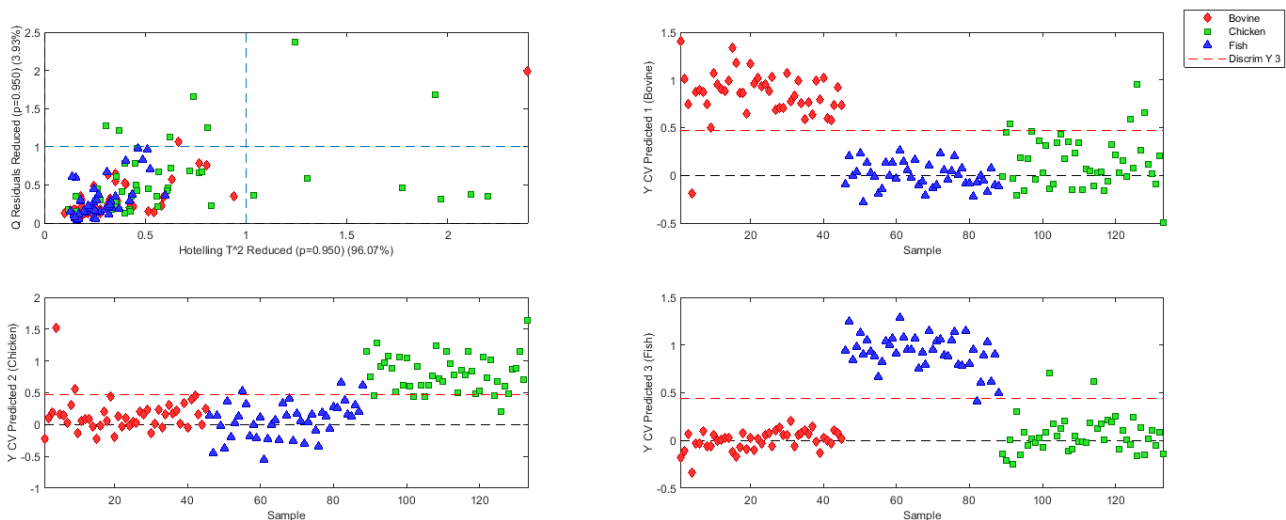 Q Residuals Reduced (p=0.950) (3.93%)
2.5
2
1.5
1
0.5
0
0 0.5 1 1.5 2
Hotelling T^2 Reduced (p=0.950) (96.07%)
Y CV Predicted 1 (Bovine)
1.5
1
0.5
0
-0.5
20 40 60 80 100 120
Sample
Bovine
Chicken
Fish
Discrim Y 3
Y CV Predicted 2 (Chicken)
2
1.5
1
0.5
0
-0.5
-1
20 40 60 80 100 120
Sample
Y CV Predicted 3 (Fish)
1.5
1
0.5
0
-0.5
20 40 60 80 100 120
Sample